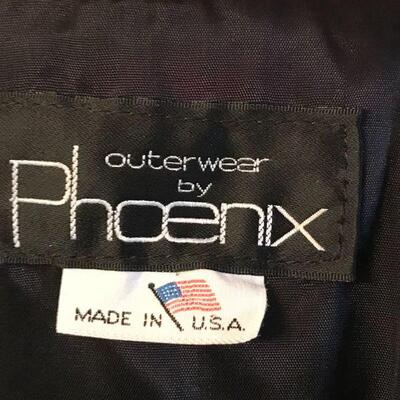 outerwear
by
Phoenix
MADE IN U.S.A.